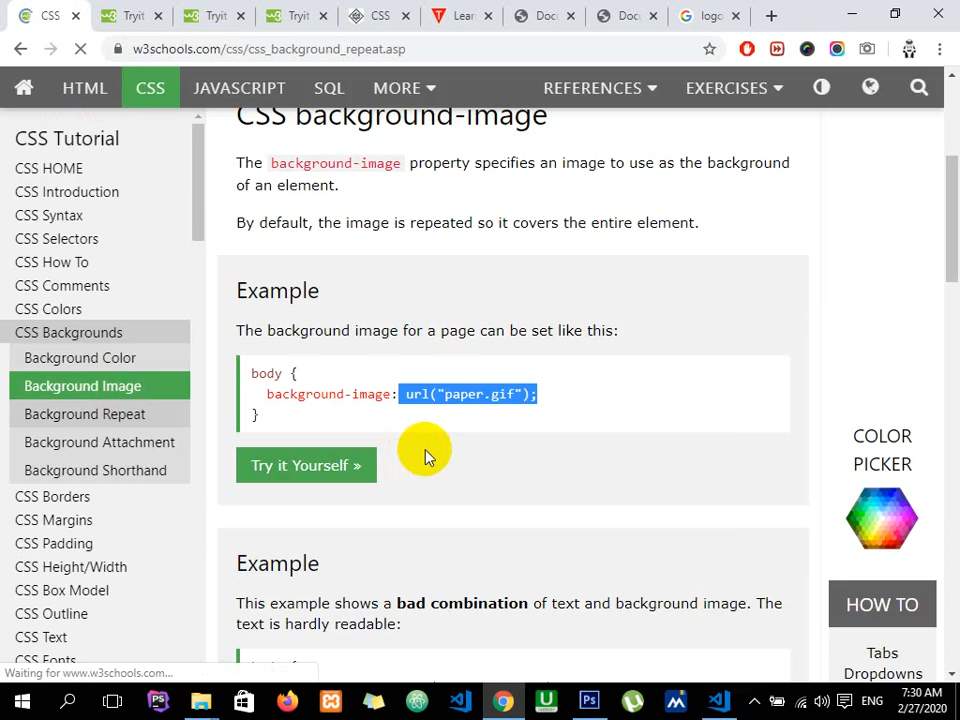 CSS
Tryit
Tryit
Tryit
CSS
Lear
Doc
Doc
logo
w3schools.com/css/css_background_repeat.asp
HTML CSS JAVASCRIPT SQL MORE REFERENCES EXERCISES
CSS Tutorial
CSS HOME
CSS Introduction
CSS Syntax
CSS Selectors
CSS How To
CSS Comments
CSS Colors
CSS Backgrounds
Background Color
Background Image
Background Repeat
Background Attachment
Background Shorthand
CSS Borders
CSS Margins
CSS Padding
CSS Height/Width
CSS Box Model
CSS Outline
CSS Text
CSS Fonts
CSS background-image
The background-image property specifies an image to use as the background
of an element.
By default, the image is repeated so it covers the entire element.
Example
The background image for a page can be set like this:
body {
background-image: url("paper.gif");
}
Try it Yourself »
Example
This example shows a bad combination of text and background image. The
text is hardly readable:
COLOR
PICKER
HOW TO
Tabs
Dropdowns
Waiting for www.w3schools.com...
ENG
7:30 AM
2/27/2020